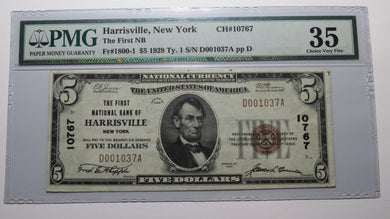 PMG
PAPER MONEY GUARANTY
Harrisville, New York CH#10767
The First NB
Fr#1800-1 $5 1929 Ty. 1 S/N D001037A pp D
35
Choice Very Fine
5
5
THE FIRST
NATIONAL BANK OF
HARRISVILLE
NEW YORK
WILL PAY TO THE BEARER ON DEMAND
FIVE DOLLARS
D001037A
D001037A
10767
10767
FIVE
LINCOLN
5
FIVE DOLLARS
5